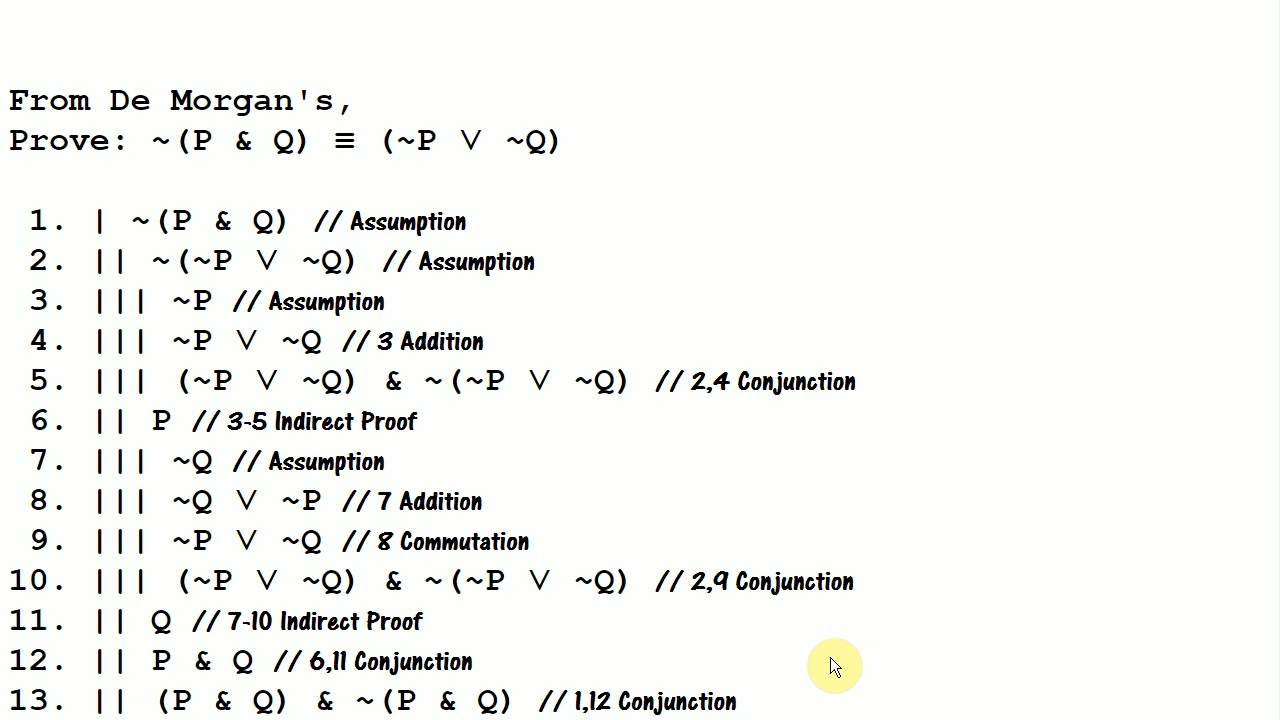 From De Morgan's,
Prove: ~(P & Q) ≡ (~P ∨ ~Q)
1. | ~(P & Q) // Assumption
2. || ~(~P ∨ ~Q) // Assumption
3. ||| ~P // Assumption
4. ||| ~P ∨ ~Q // 3 Addition
5. ||| (~P ∨ ~Q) & ~(~P ∨ ~Q) // 2,4 Conjunction
6. || P // 3-5 Indirect Proof
7. ||| ~Q // Assumption
8. ||| ~Q ∨ ~P // 7 Addition
9. ||| ~P ∨ ~Q // 8 Commutation
10. ||| (~P ∨ ~Q) & ~(~P ∨ ~Q) // 2,9 Conjunction
11. || Q // 7-10 Indirect Proof
12. || P & Q // 6,11 Conjunction
13. || (P & Q) & ~(P & Q) // 1,12 Conjunction